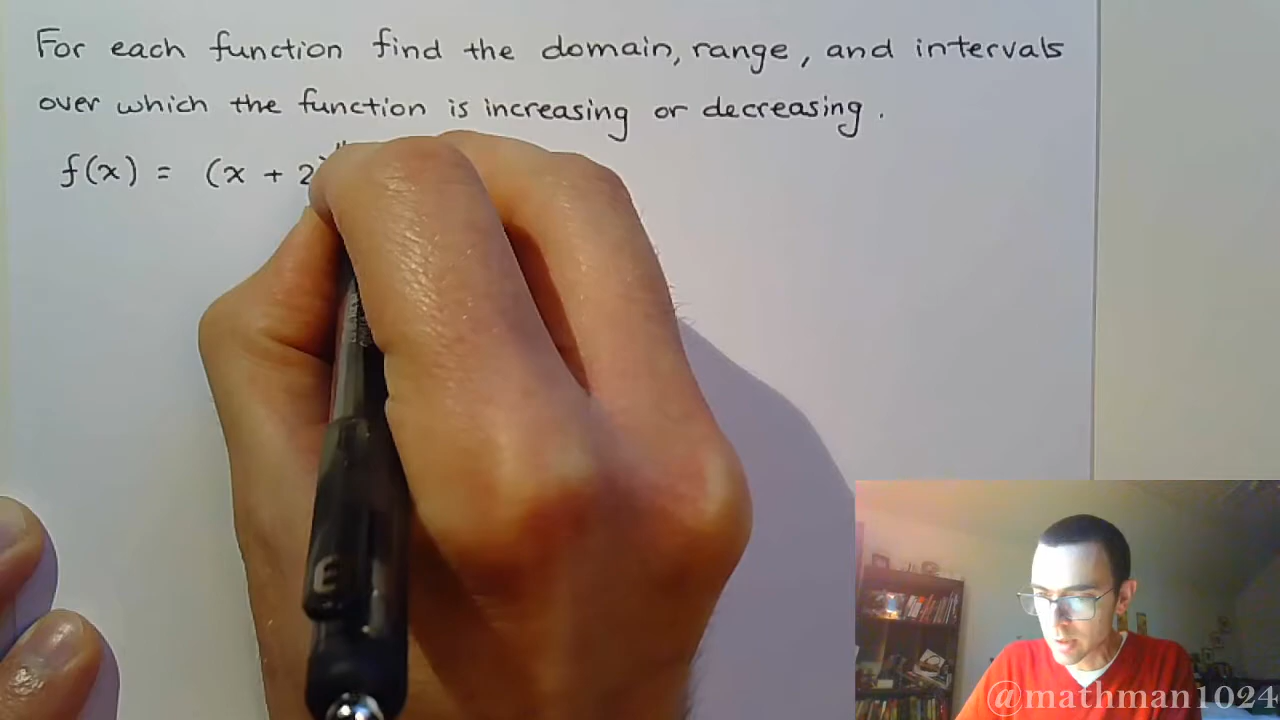 For each function find the domain, range, and intervals
over which the function is increasing or decreasing.
f(x) = (x + 2)
E
@mathman1024